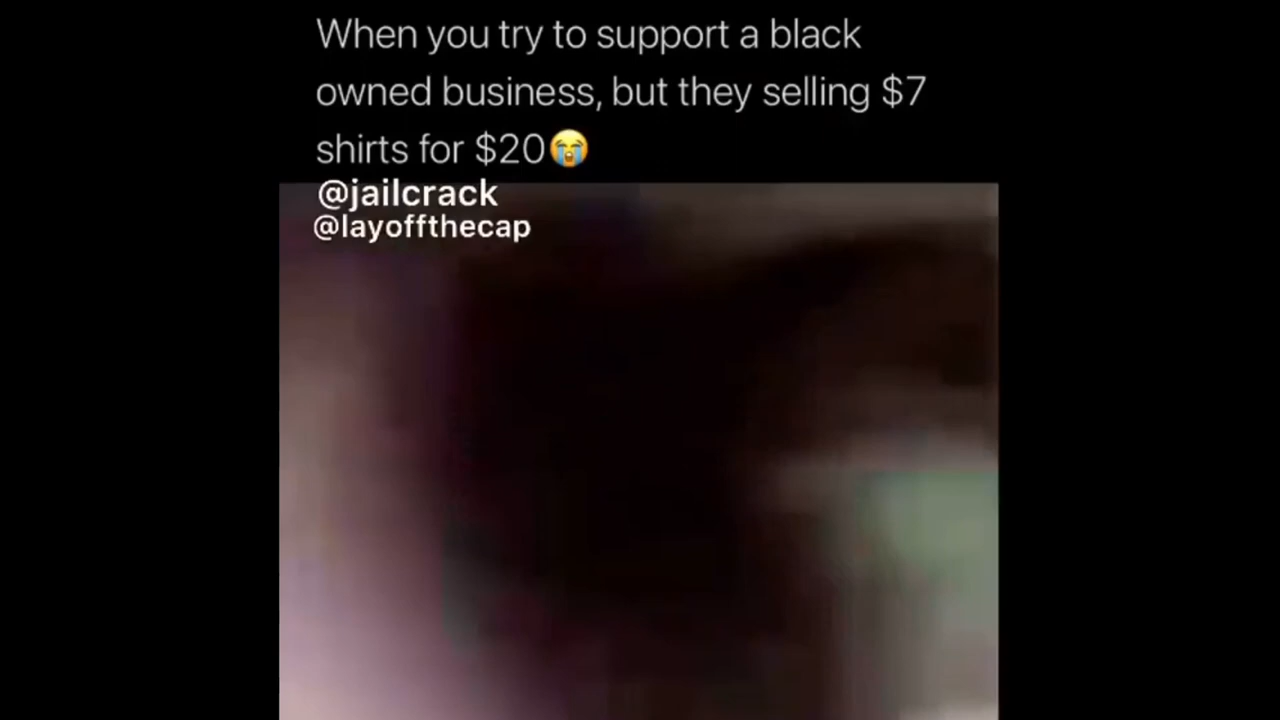 When you try to support a black
owned business, but they selling $7
shirts for $20😭
@jailcrack
@layoffthecap